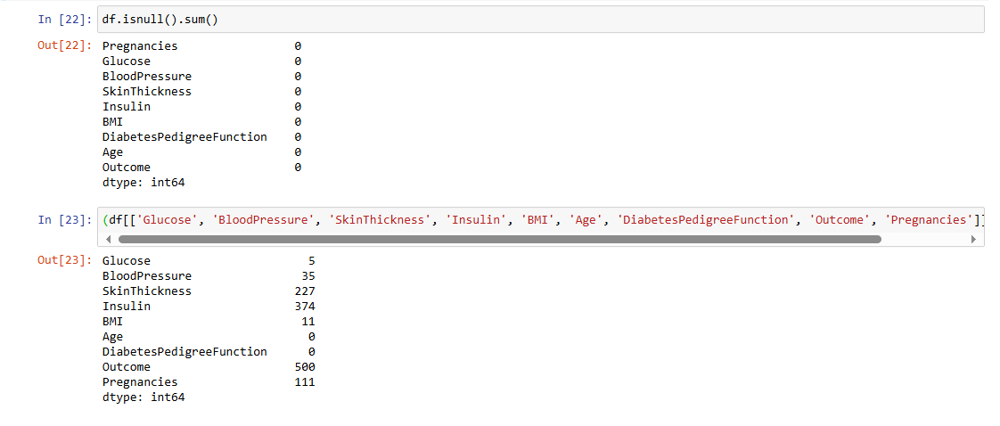 In [22]: df.isnull().sum()
Out[22]: Pregnancies 0
Glucose 0
BloodPressure 0
SkinThickness 0
Insulin 0
BMI 0
DiabetesPedigreeFunction 0
Age 0
Outcome 0
dtype: int64
In [23]: (df[['Glucose', 'BloodPressure', 'SkinThickness', 'Insulin', 'BMI', 'Age', 'DiabetesPedigreeFunction', 'Outcome', 'Pregnancies']]
Out[23]: Glucose 5
BloodPressure 35
SkinThickness 227
Insulin 374
BMI 11
Age 0
DiabetesPedigreeFunction 0
Outcome 500
Pregnancies 111
dtype: int64